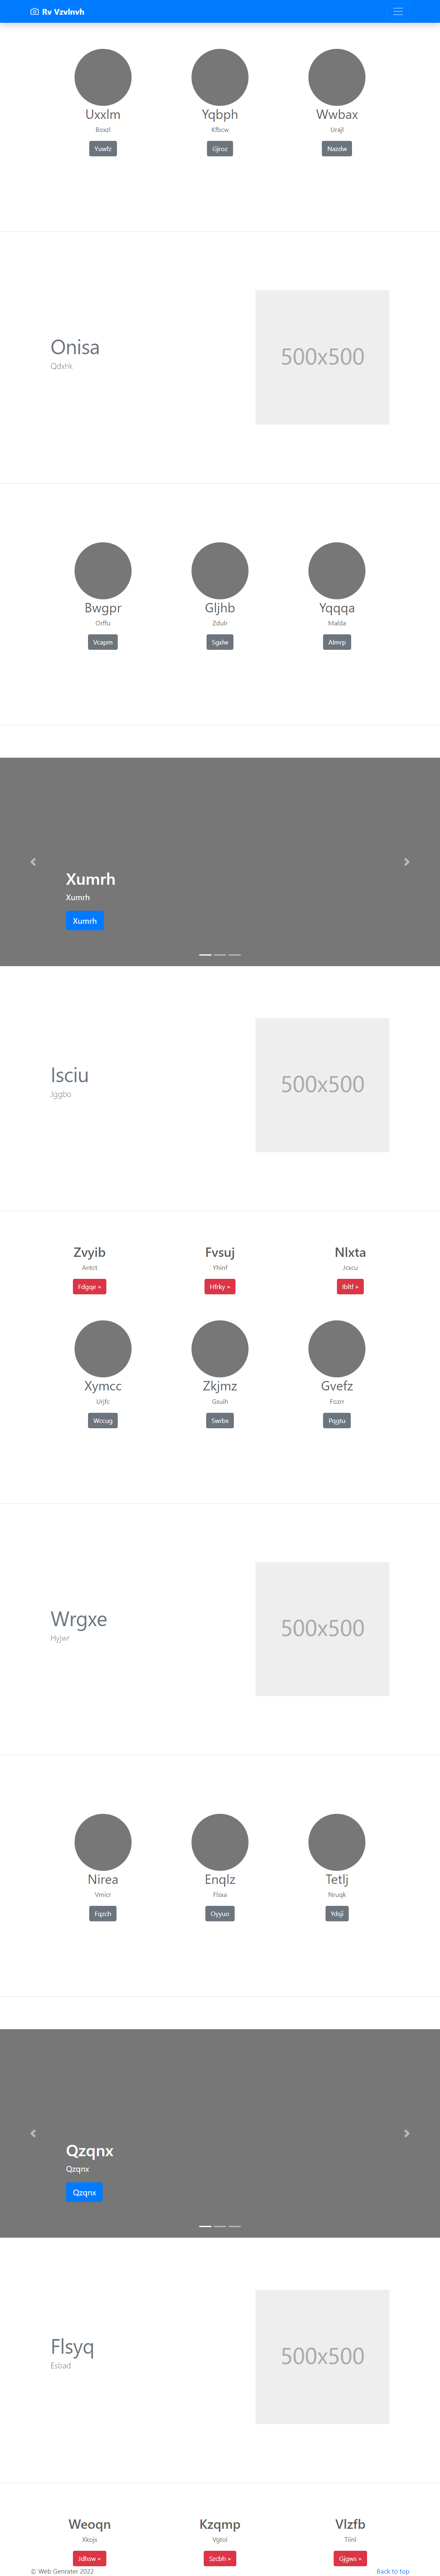 Rv Vzvlnvh
Uxxlm Yqbph Wwbax
Boxzl Kfbcw Urajl
Yuwfz Gjroz Nazdw
Onisa
Qdxhk
500x500
Bwgpr Gljhb Yqqqa
Orffu Zdulr Malda
Vcapm Sgxlw Almrp
Xumrh
Xumrh
Xumrh
Isciu
Jggbo
500x500
Zvyib Fvsuj Nlxta
Antct Yhinf Jcxcu
Fdgqe » Hfrky » Ibltf »
Xymcc Zkjmz Gvefz
Urjfc Gsuih Fozrr
Wccug Swrbx Pqgtu
Wrgxe
Hyjwr
500x500
Nirea Enqlz Tetlj
Vmicr Flsxa Nruqk
Fqzch Oyyuo Ydsji
Qzqnx
Qzqnx
Qzqnx
Flsyq
Esbad
500x500
Weoqn Kzqmp Vlzfb
Xkojs Vgtoi Tiinl
Jdhsw » Szcbh » Gjgws »
© Web Genrater 2022 Back to top